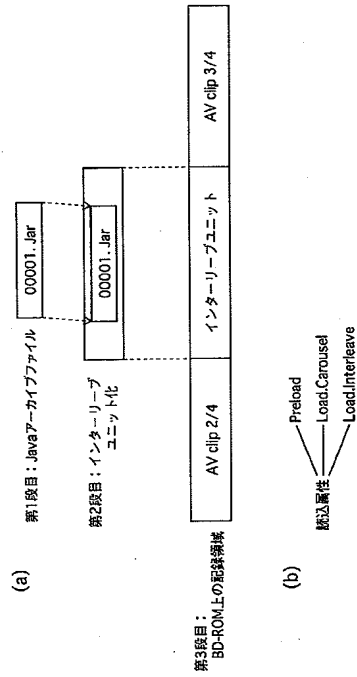 (a)
第1段目：Javaアーカイブファイル
00001. Jar
第2段目：インターリーブ
ユニット化
00001. Jar
第3段目：
BD-ROM上の記録領域
AV clip 2/4
インターリーブユニット
AV clip 3/4
(b)
読込属性
Preload
Load.Carousel
Load.Interleave